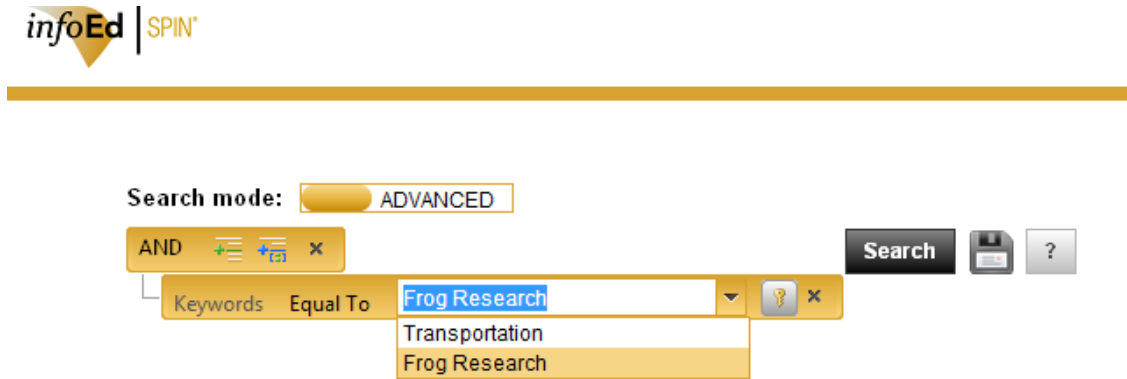 infoEd SPIN®
Search mode: ADVANCED
AND Search ?
Keywords Equal To Frog Research
Transportation
Frog Research